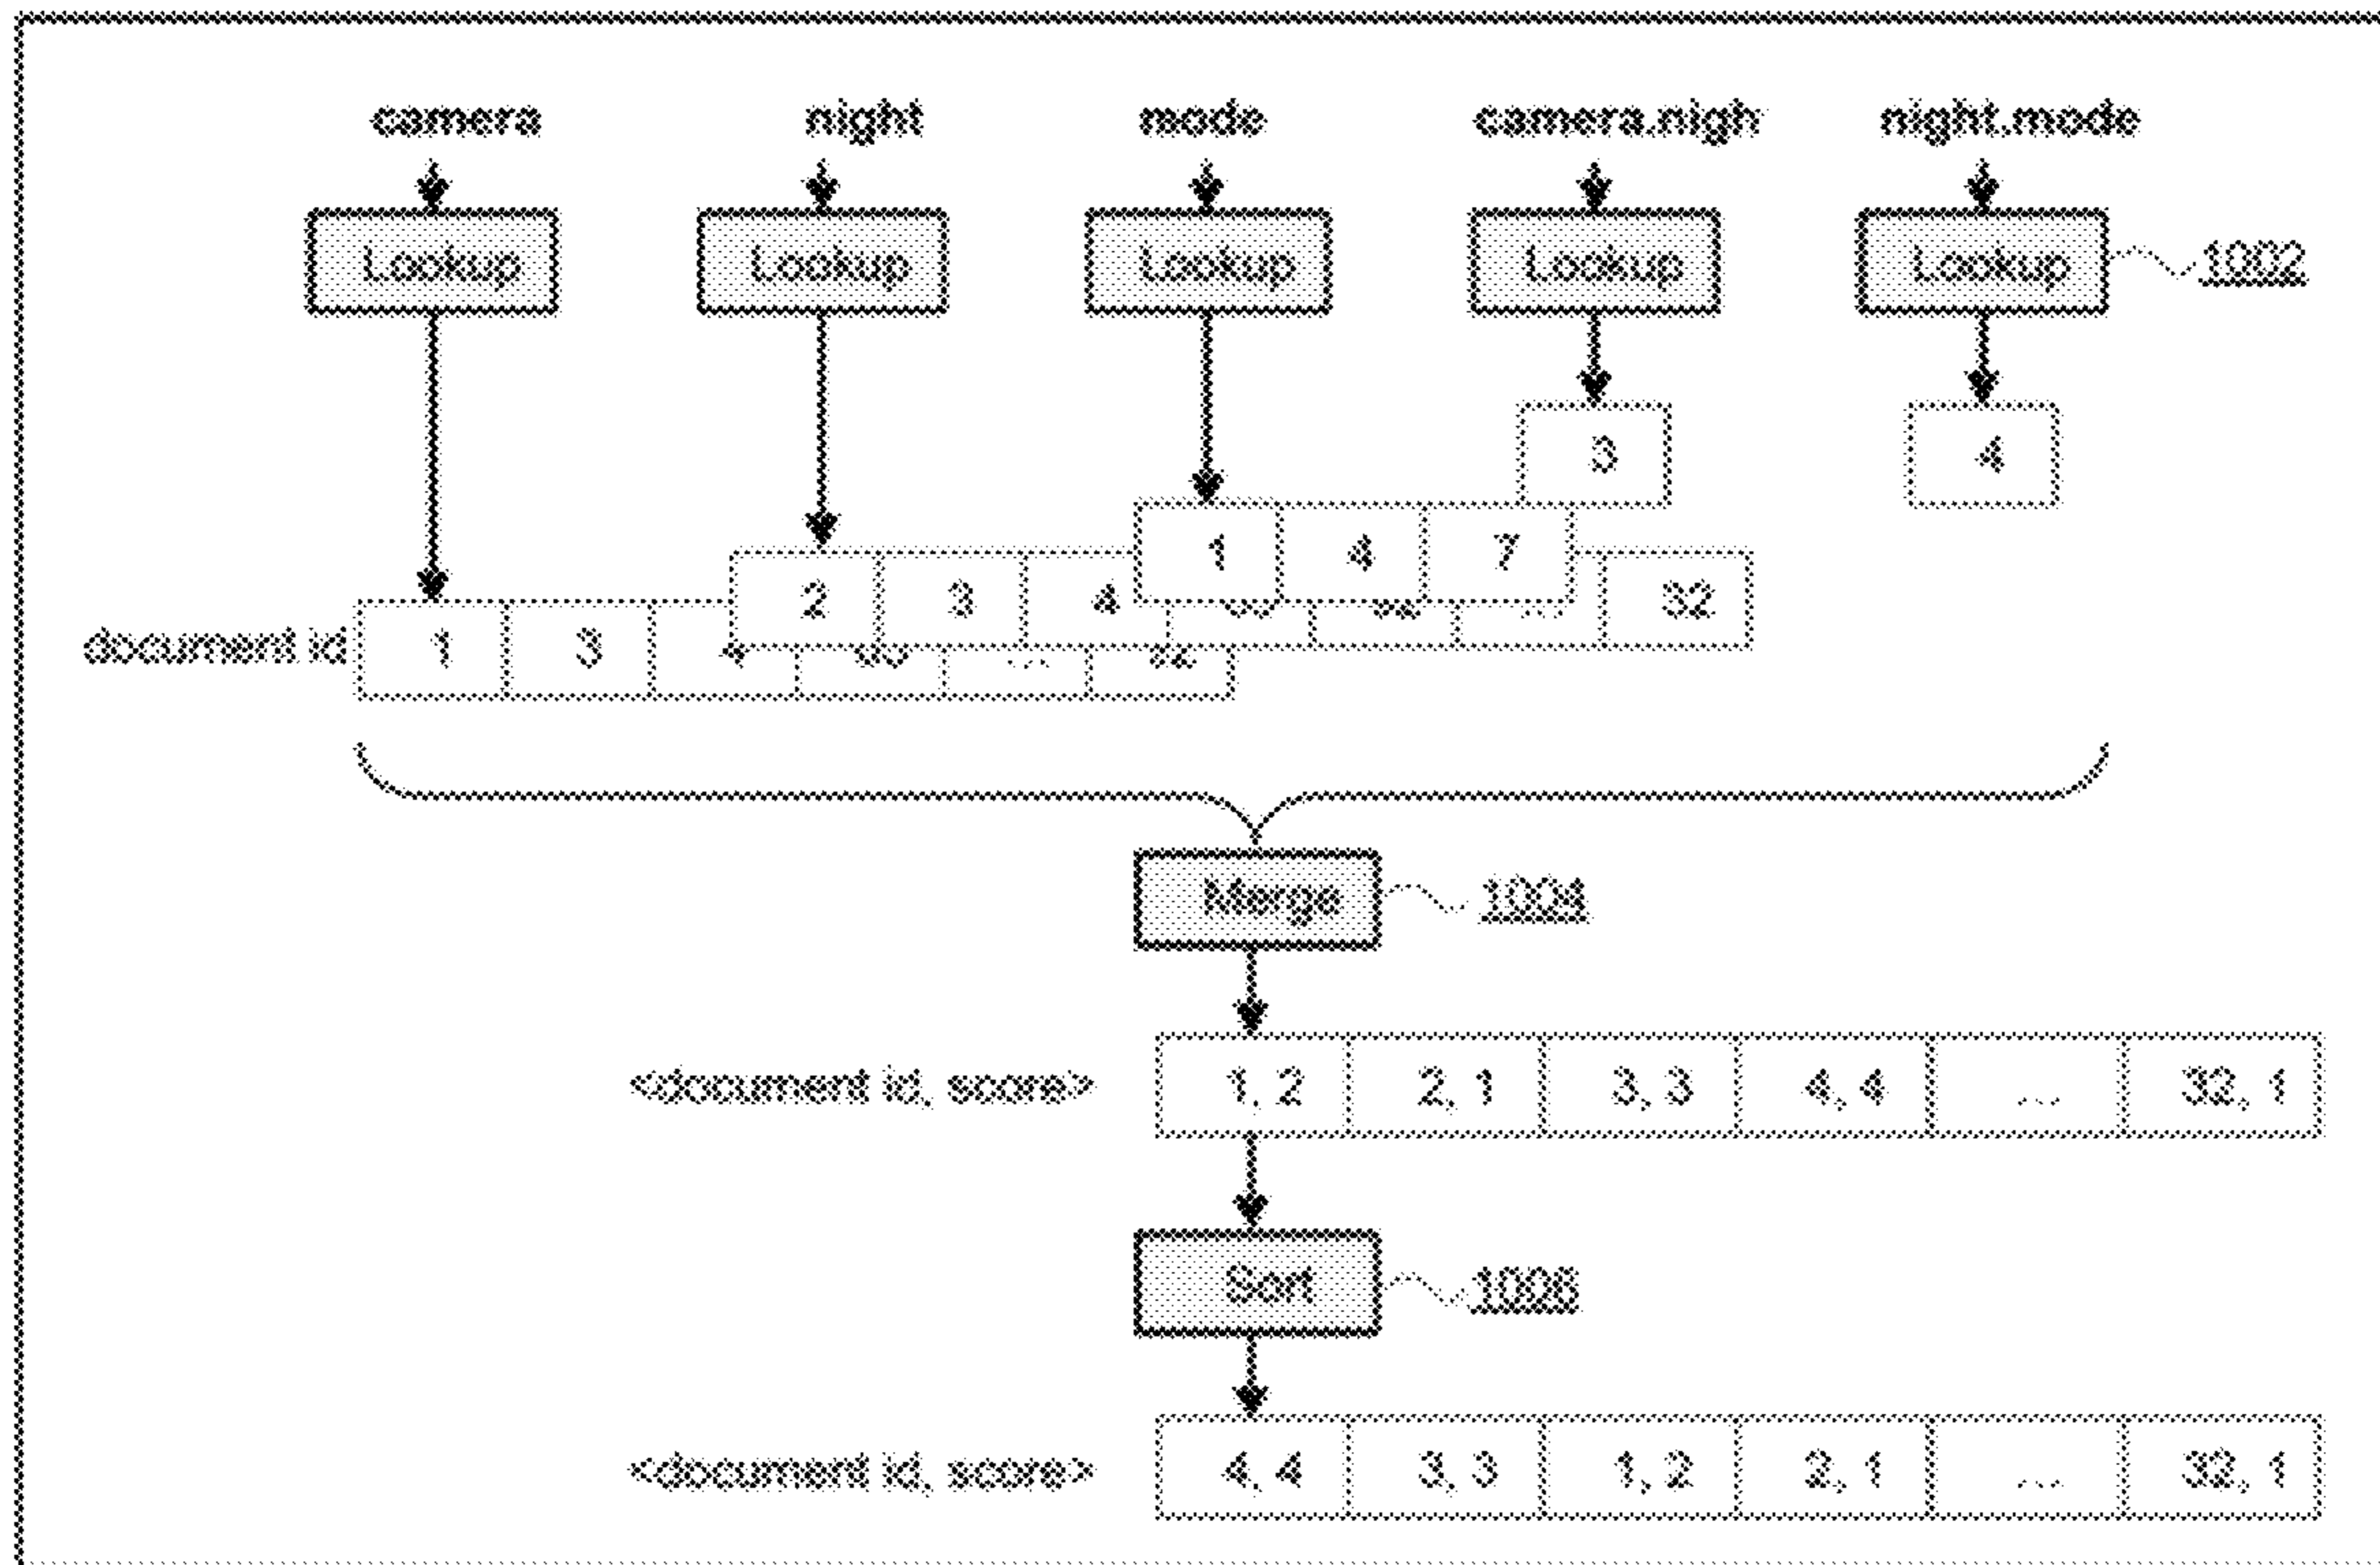 camera night mode camera.nigh night.mode
Lookup Lookup Lookup Lookup Lookup 1002
3 4
1 4 7
2 3 4 32
document id 1 3
Merge 1004
<document id, score> 1, 2 2, 1 3, 3 4, 4 ... 32, 1
Sort 1006
<document id, score> 4, 4 3, 3 1, 2 2, 1 ... 32, 1